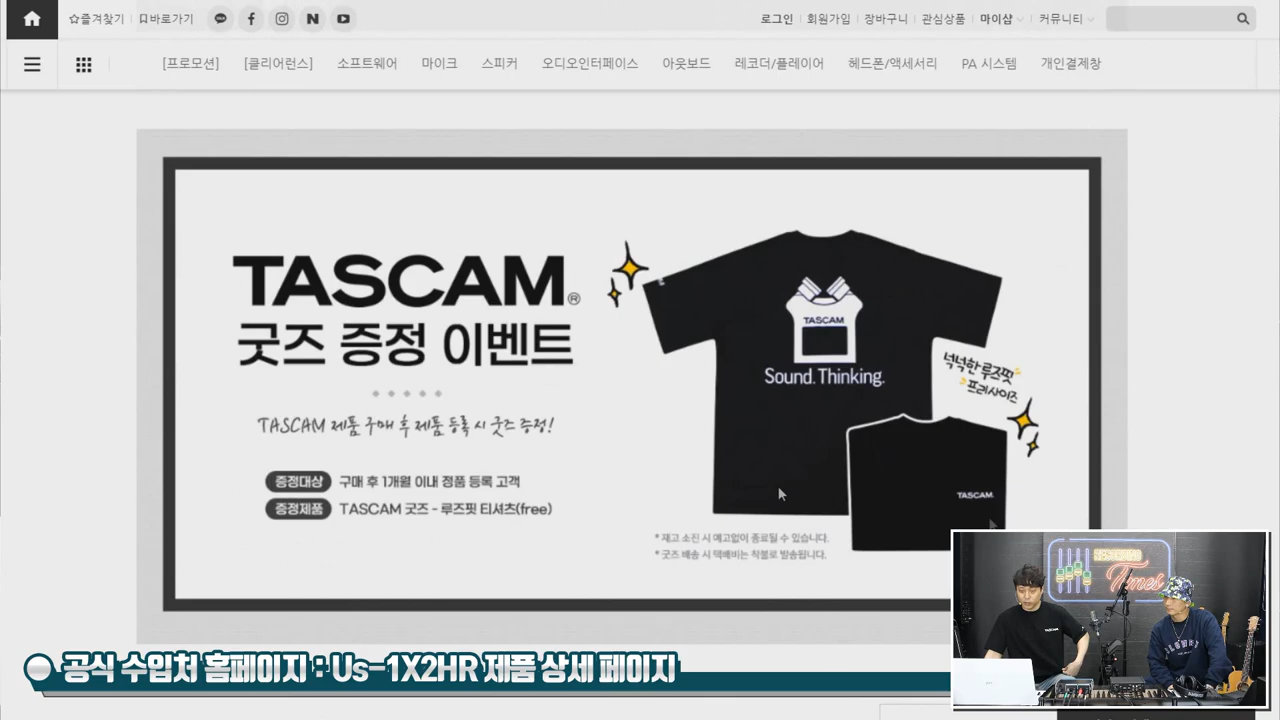 ☆즐겨찾기 바로가기 N 로그인 회원가입 장바구니 관심상품 마이샵 커뮤니티
[프로모션] [클리어런스] 소프트웨어 마이크 스피커 오디오인터페이스 아웃보드 레코더/플레이어 헤드폰/액세서리 PA 시스템 개인결제창
TASCAM®
굿즈 증정 이벤트
TASCAM 제품 구매 후 제품 등록 시 굿즈 증정!
증정대상 구매 후 1개월 이내 정품 등록 고객
증정제품 TASCAM 굿즈 - 루즈핏 티셔츠(free)
TASCAM
Sound.Thinking.
넉넉한 루즈핏
프리사이즈
TASCAM
* 재고 소진 시 예고없이 종료될 수 있습니다.
* 굿즈 배송 시 택배비는 착불로 발송됩니다.
Times
TASCAM
공식 수입처 홈페이지 : Us-1X2HR 제품 상세 페이지